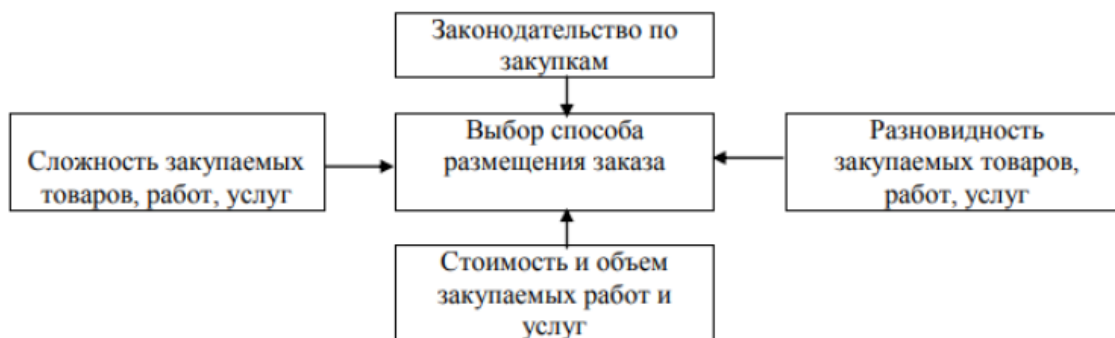 Законодательство по
закупкам
Сложность закупаемых
товаров, работ, услуг
Выбор способа
размещения заказа
Разновидность
закупаемых товаров,
работ, услуг
Стоимость и объем
закупаемых работ и
услуг